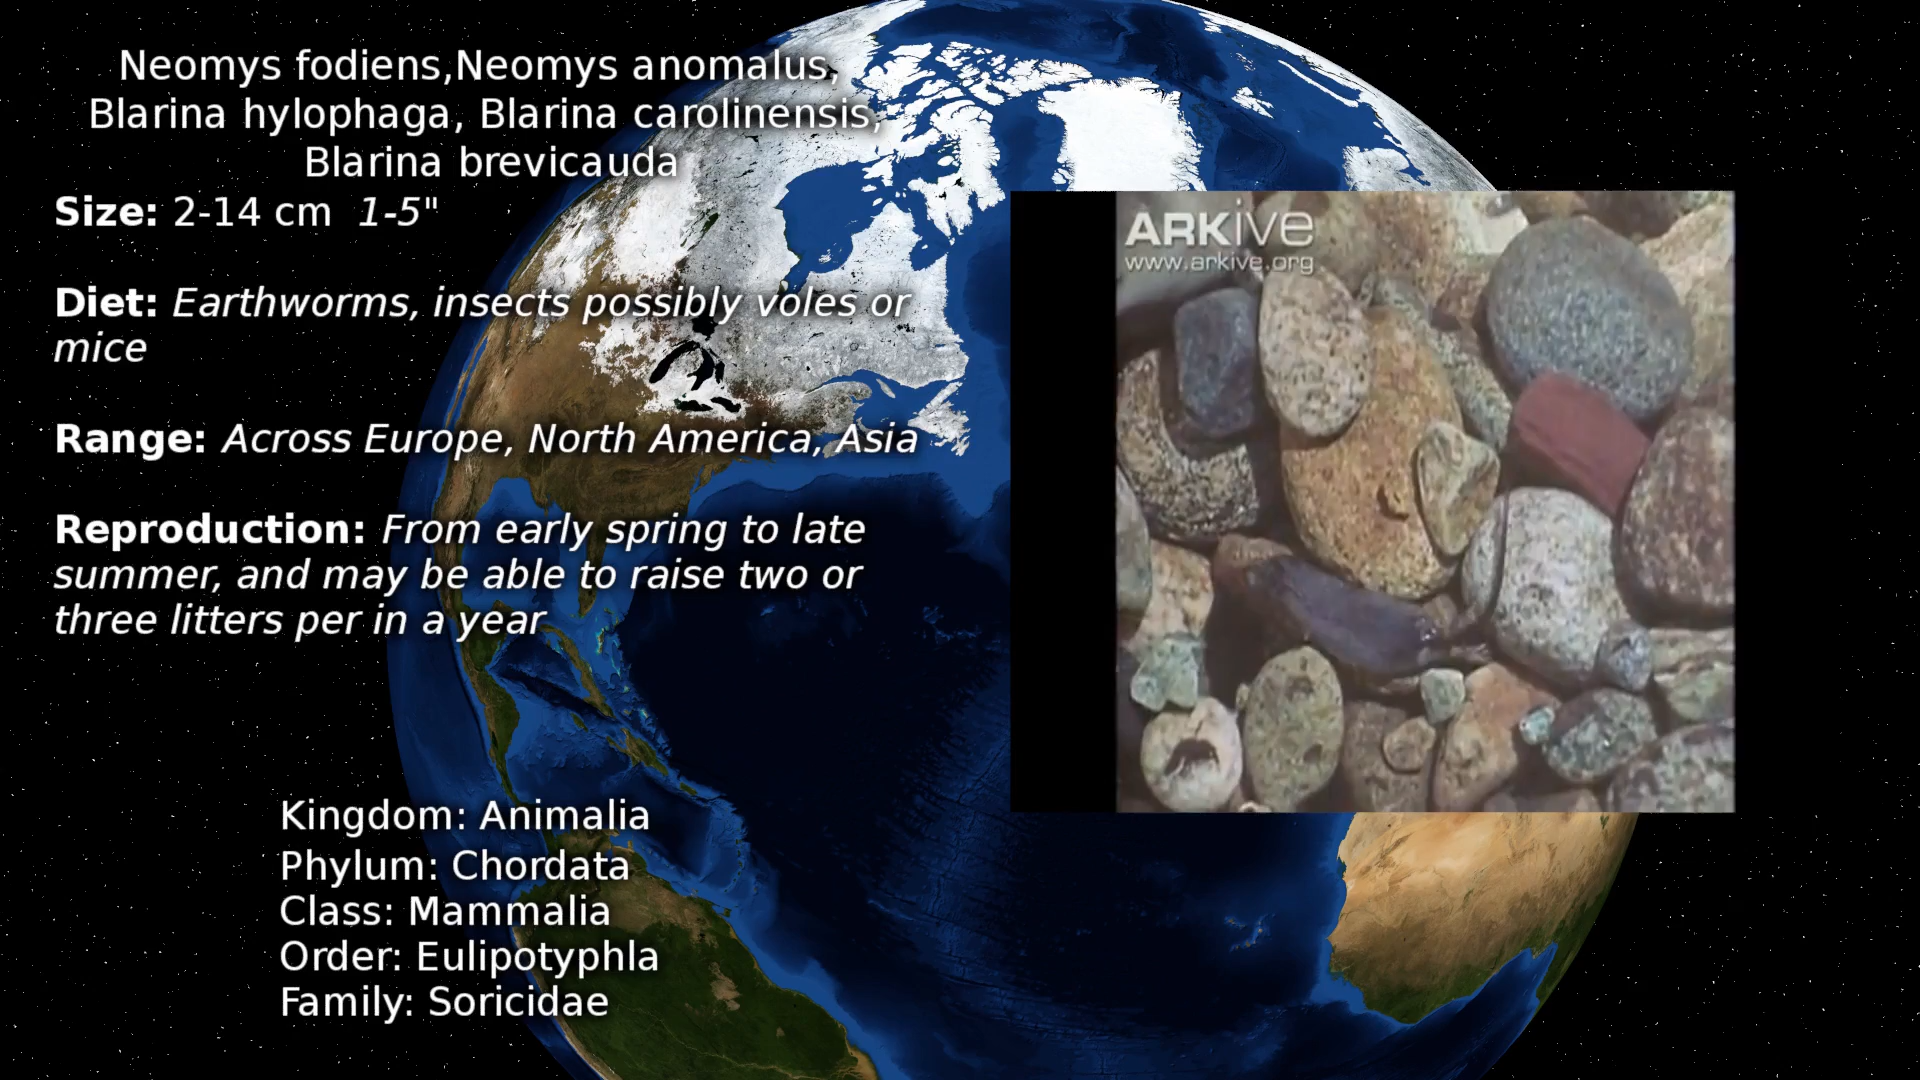 Neomys fodiens,Neomys anomalus,
Blarina hylophaga, Blarina carolinensis,
Blarina brevicauda
Size: 2-14 cm 1-5"
Diet: Earthworms, insects possibly voles or
mice
Range: Across Europe, North America, Asia
Reproduction: From early spring to late
summer, and may be able to raise two or
three litters per in a year
Kingdom: Animalia
Phylum: Chordata
Class: Mammalia
Order: Eulipotyphla
Family: Soricidae
ARKive
www.arkive.org